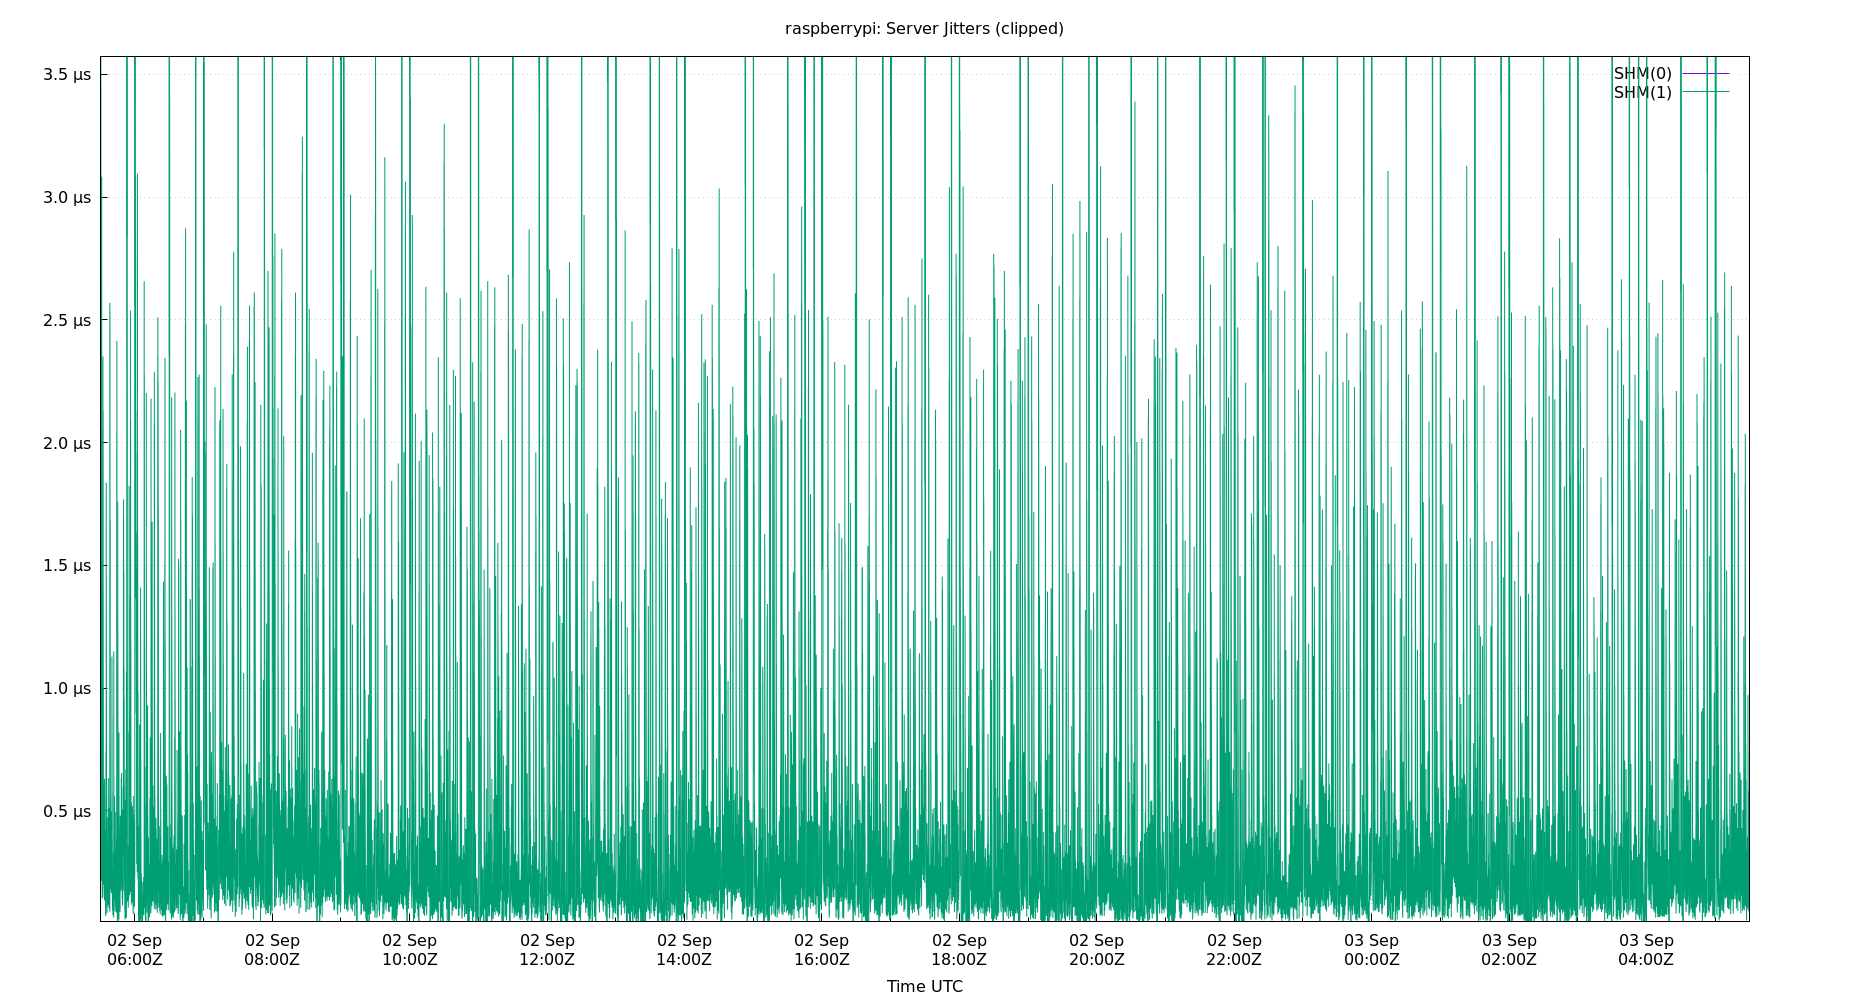 raspberrypi: Server Jitters (clipped)
SHM(0)
SHM(1)
3.5 µs
3.0 µs
2.5 µs
2.0 µs
1.5 µs
1.0 µs
0.5 µs
02 Sep 02 Sep 02 Sep 02 Sep 02 Sep 02 Sep 02 Sep 02 Sep 02 Sep 03 Sep 03 Sep 03 Sep
06:00Z 08:00Z 10:00Z 12:00Z 14:00Z 16:00Z 18:00Z 20:00Z 22:00Z 00:00Z 02:00Z 04:00Z
Time UTC